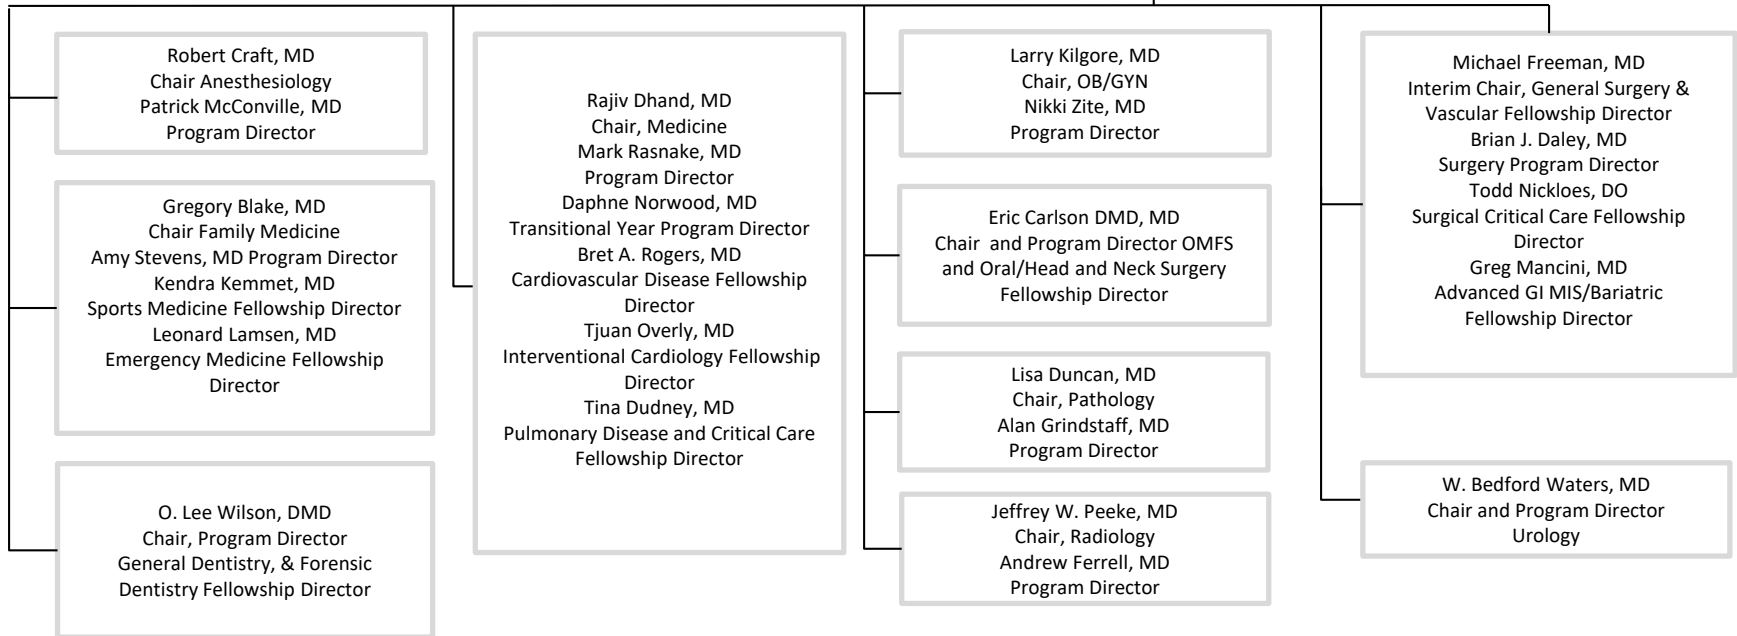 Robert Craft, MD
Chair Anesthesiology
Patrick McConville, MD
Program Director
Gregory Blake, MD
Chair Family Medicine
Amy Stevens, MD Program Director
Kendra Kemmet, MD
Sports Medicine Fellowship Director
Leonard Lamsen, MD
Emergency Medicine Fellowship
Director
O. Lee Wilson, DMD
Chair, Program Director
General Dentistry, & Forensic
Dentistry Fellowship Director
Rajiv Dhand, MD
Chair, Medicine
Mark Rasnake, MD
Program Director
Daphne Norwood, MD
Transitional Year Program Director
Bret A. Rogers, MD
Cardiovascular Disease Fellowship
Director
Tjuan Overly, MD
Interventional Cardiology Fellowship
Director
Tina Dudney, MD
Pulmonary Disease and Critical Care
Fellowship Director
Larry Kilgore, MD
Chair, OB/GYN
Nikki Zite, MD
Program Director
Eric Carlson DMD, MD
Chair and Program Director OMFS
and Oral/Head and Neck Surgery
Fellowship Director
Lisa Duncan, MD
Chair, Pathology
Alan Grindstaff, MD
Program Director
Jeffrey W. Peeke, MD
Chair, Radiology
Andrew Ferrell, MD
Program Director
Michael Freeman, MD
Interim Chair, General Surgery &
Vascular Fellowship Director
Brian J. Daley, MD
Surgery Program Director
Todd Nickloes, DO
Surgical Critical Care Fellowship
Director
Greg Mancini, MD
Advanced GI MIS/Bariatric
Fellowship Director
W. Bedford Waters, MD
Chair and Program Director
Urology